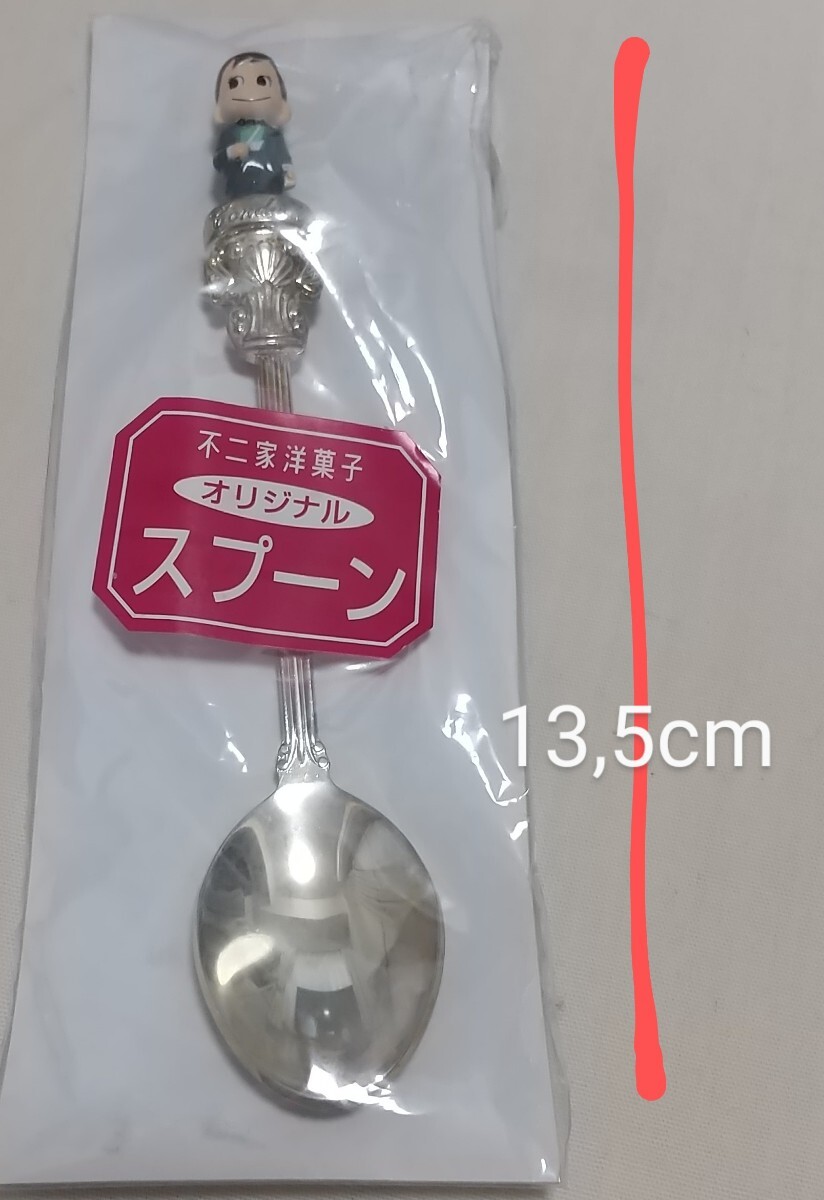 不二家洋菓子
オリジナル
スプーン
13,5cm